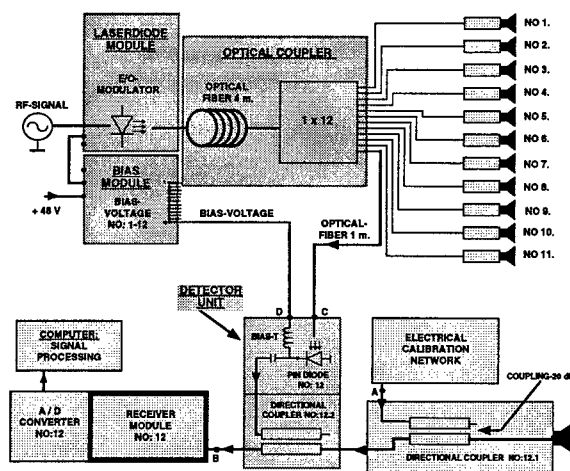 LASERDIODE
MODULE
E/O-
MODULATOR
RF-SIGNAL
BIAS
MODULE
BIAS-
VOLTAGE
NO: 1-12
+ 48 V
OPTICAL COUPLER
OPTICAL
FIBER 4 m.
1 x 12
NO 1.
NO 2.
NO 3.
NO 4.
NO 5.
NO 6.
NO 7.
NO 8.
NO 9.
NO 10.
NO 11.
BIAS-VOLTAGE
OPTICAL-
FIBER 1 m.
DETECTOR
UNIT
D
C
BIAS-T
PIN DIODE
NO: 12
DIRECTIONAL
COUPLER NO:12.2
COMPUTER:
SIGNAL
PROCESSING
A / D
CONVERTER
NO:12
RECEIVER
MODULE
NO: 12
B
ELECTRICAL
CALIBRATION
NETWORK
A
COUPLING-20 dB
DIRECTIONAL COUPLER NO:12.1